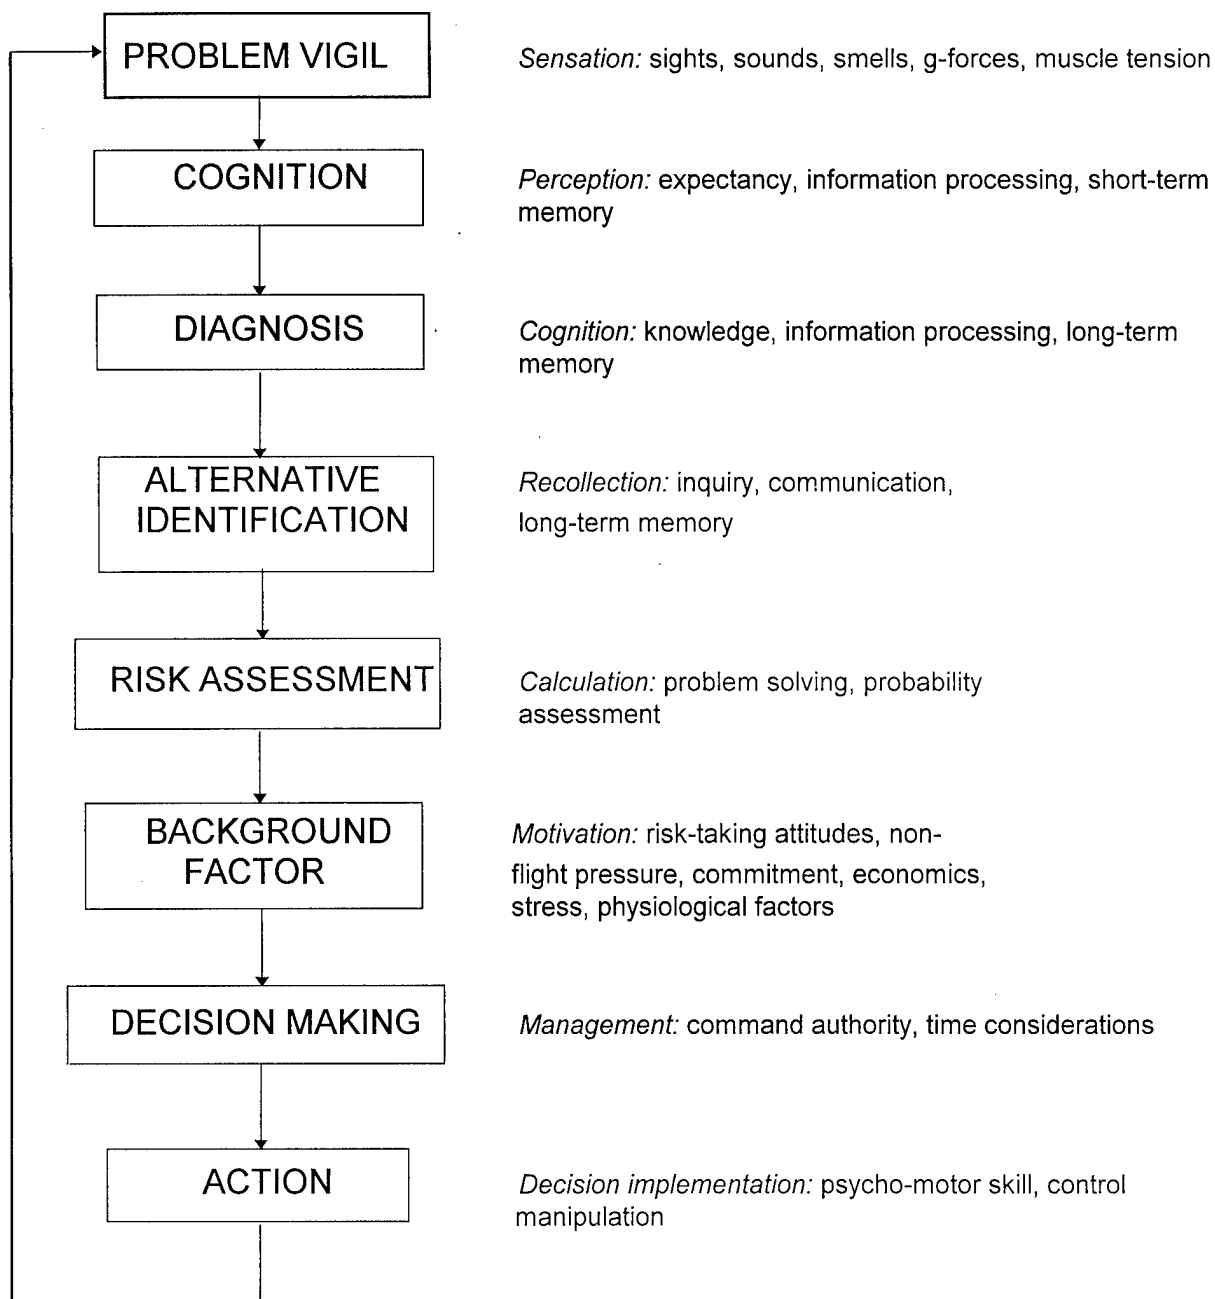 PROBLEM VIGIL
Sensation: sights, sounds, smells, g-forces, muscle tension
COGNITION
Perception: expectancy, information processing, short-term
memory
DIAGNOSIS
Cognition: knowledge, information processing, long-term
memory
ALTERNATIVE
IDENTIFICATION
Recollection: inquiry, communication,
long-term memory
RISK ASSESSMENT
Calculation: problem solving, probability
assessment
BACKGROUND
FACTOR
Motivation: risk-taking attitudes, non-
flight pressure, commitment, economics,
stress, physiological factors
DECISION MAKING
Management: command authority, time considerations
ACTION
Decision implementation: psycho-motor skill, control
manipulation